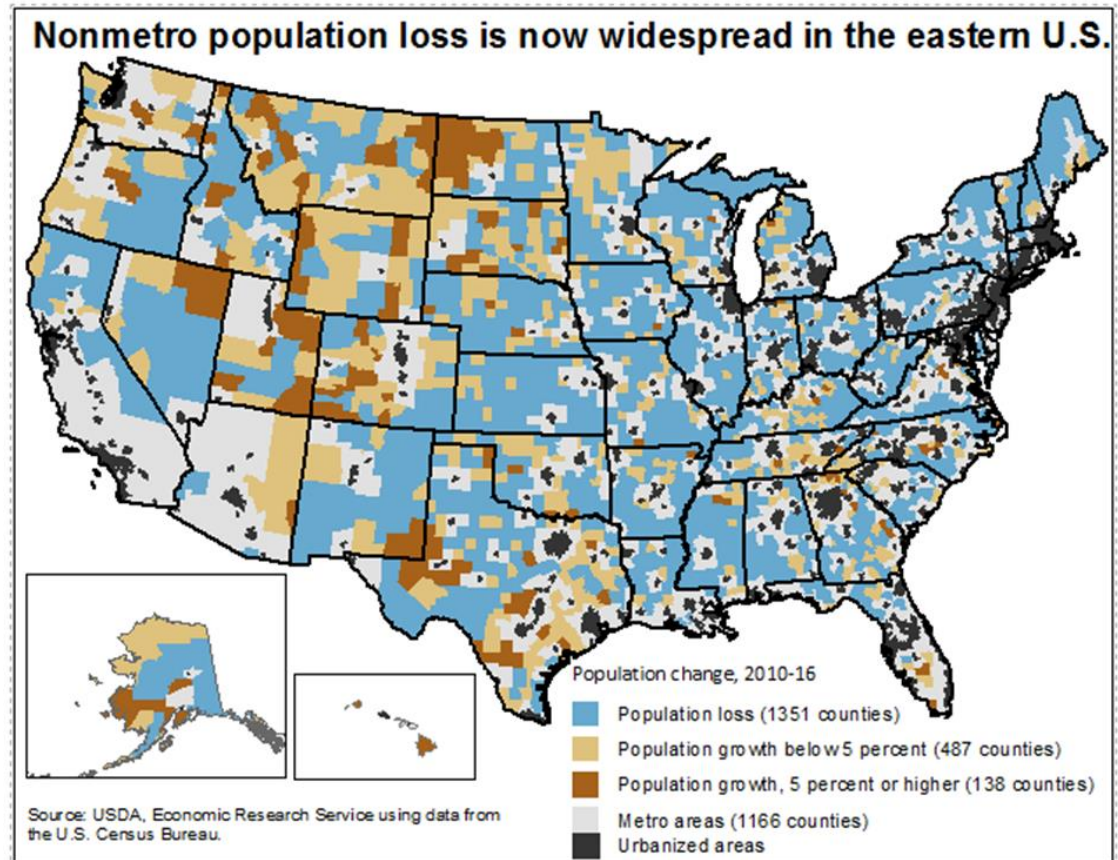 Nonmetro population loss is now widespread in the eastern U.S.
Population change, 2010-16
Population loss (1351 counties)
Population growth below 5 percent (487 counties)
Population growth, 5 percent or higher (138 counties)
Metro areas (1166 counties)
Urbanized areas
Source: USDA, Economic Research Service using data from
the U.S. Census Bureau.